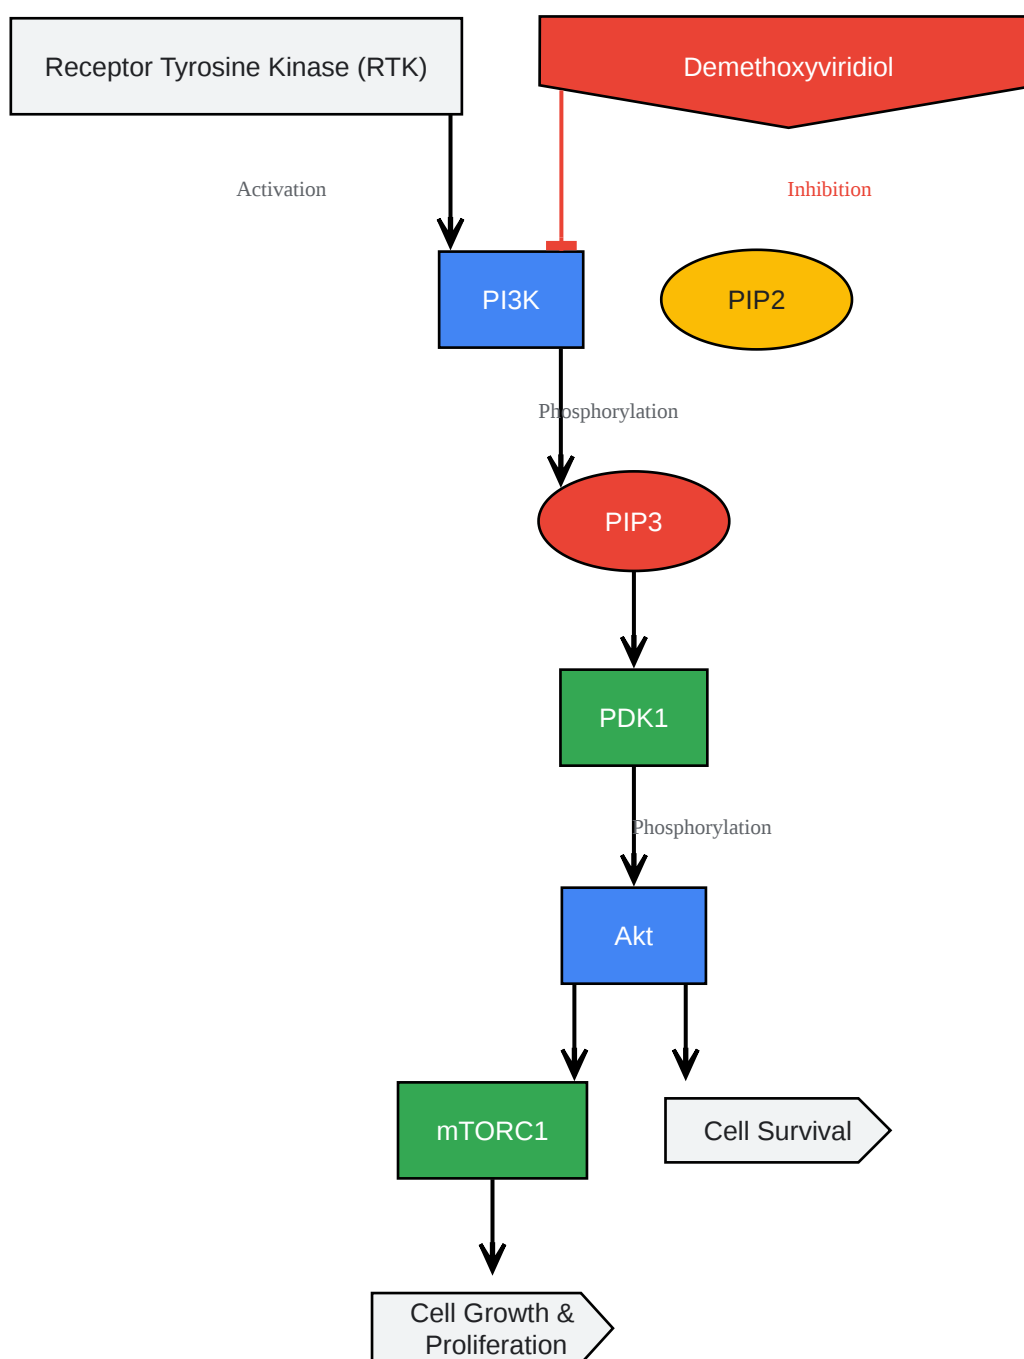 Receptor Tyrosine Kinase (RTK)
Demethoxyviridiol
Activation
Inhibition
PI3K
PIP2
Phosphorylation
PIP3
PDK1
Phosphorylation
Akt
mTORC1
Cell Survival
Cell Growth &
Proliferation